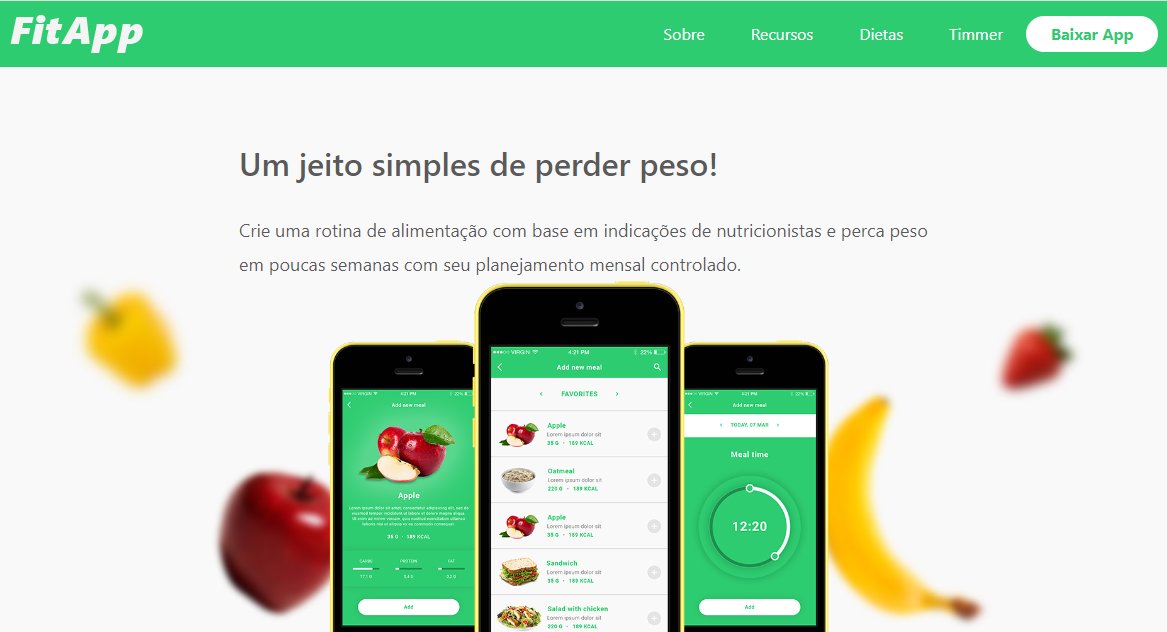 FitApp
Sobre Recursos Dietas Timmer Baixar App
Um jeito simples de perder peso!
Crie uma rotina de alimentação com base em indicações de nutricionistas e perca peso
em poucas semanas com seu planejamento mensal controlado.
4:21 PM 22%
Add new meal
Apple
35 G • 189 KCAL
CARBS PROTEIN FAT
Add
VIRGIN 4:21 PM 22%
Add new meal
FAVORITES
Apple
Lorem ipsum dolor sit
35 G • 189 KCAL
Oatmeal
Lorem ipsum dolor sit
220 G • 189 KCAL
Apple
Lorem ipsum dolor sit
35 G • 189 KCAL
Sandwich
Lorem ipsum dolor sit
35 G • 189 KCAL
Salad with chicken
Lorem ipsum dolor sit
220 G • 189 KCAL
4:21 PM 22%
Add new meal
TODAY, 07 MAR
Meal time
12:20
Add